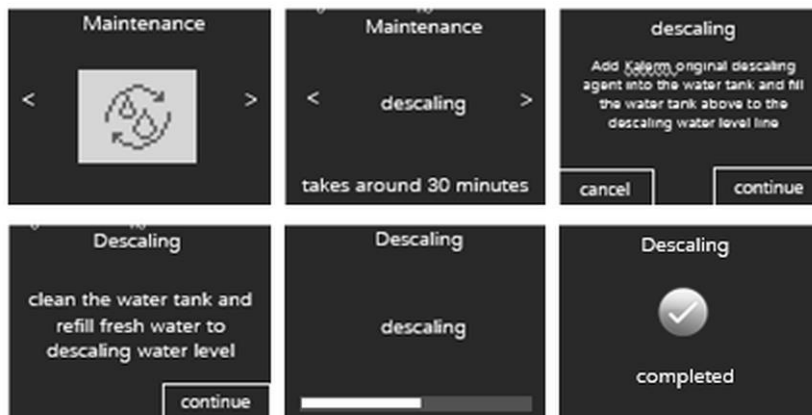 Maintenance
<
>
Maintenance
<
descaling
>
takes around 30 minutes
descaling
Add Kalerm original descaling
agent into the water tank and fill
the water tank above to the
descaling water level line
cancel
continue
Descaling
clean the water tank and
refill fresh water to
descaling water level
continue
Descaling
descaling
Descaling
completed